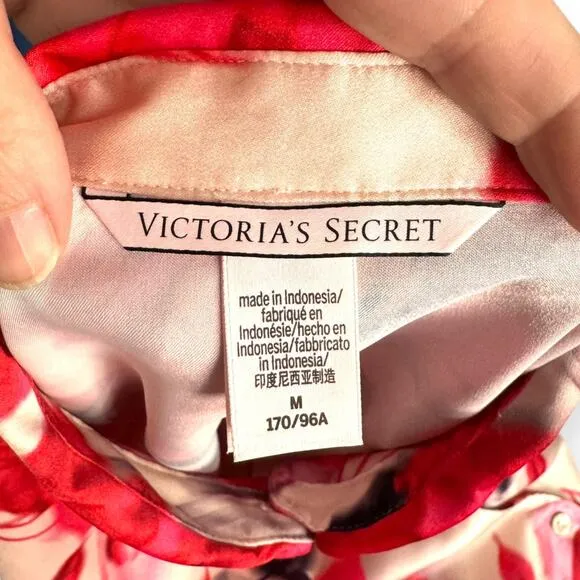 VICTORIA'S SECRET
made in Indonesia/
fabriqué en
Indonésie/hecho en
Indonesia/fabbricato
in Indonesia/
印度尼西亚制造
M
170/96A